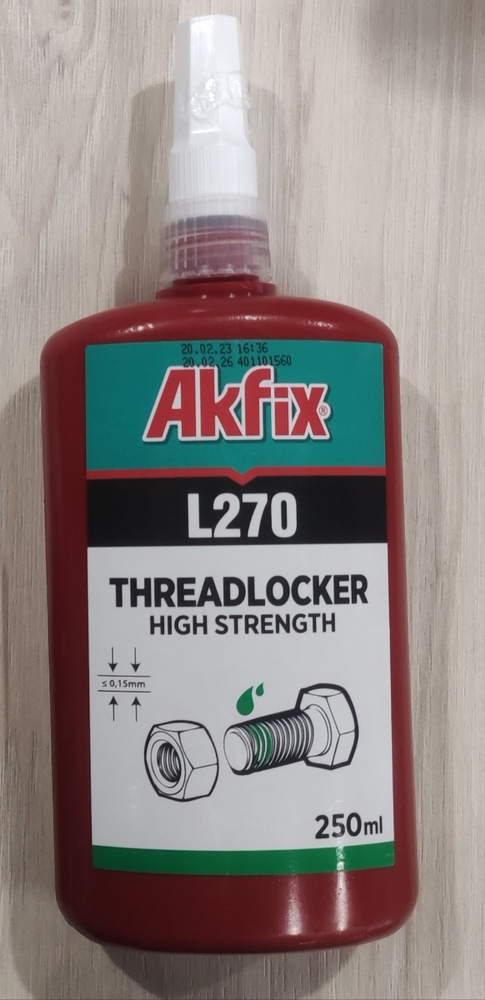 20.02.23 16:36
20.02.26 401101560
Akfix®
L270
THREADLOCKER
HIGH STRENGTH
≤ 0,15mm
250ml